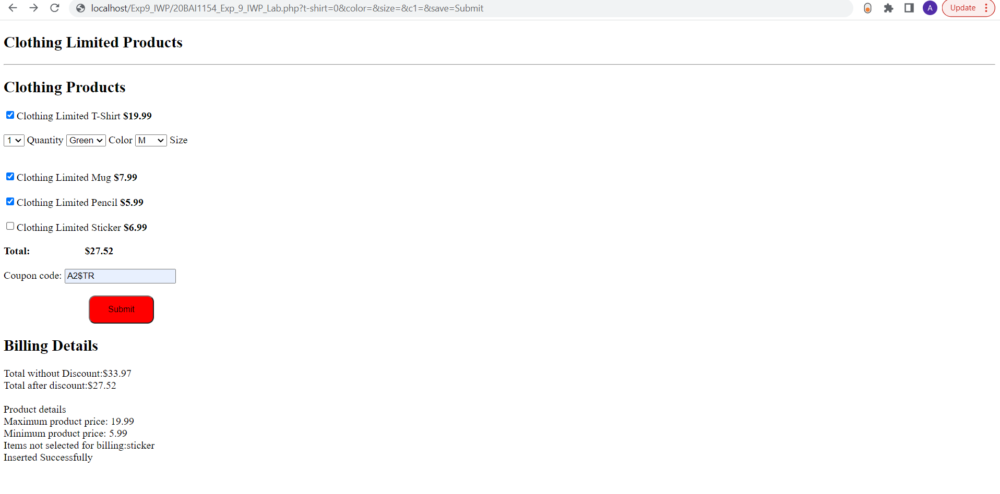 localhost/Exp9_IWP/20BAI1154_Exp_9_IWP_Lab.php?t-shirt=0&color=&size=&c1=&save=Submit A Update
Clothing Limited Products
Clothing Products
Clothing Limited T-Shirt $19.99
1 Quantity Green Color M Size
Clothing Limited Mug $7.99
Clothing Limited Pencil $5.99
Clothing Limited Sticker $6.99
Total: $27.52
Coupon code: A2$TR
Submit
Billing Details
Total without Discount:$33.97
Total after discount:$27.52
Product details
Maximum product price: 19.99
Minimum product price: 5.99
Items not selected for billing:sticker
Inserted Successfully